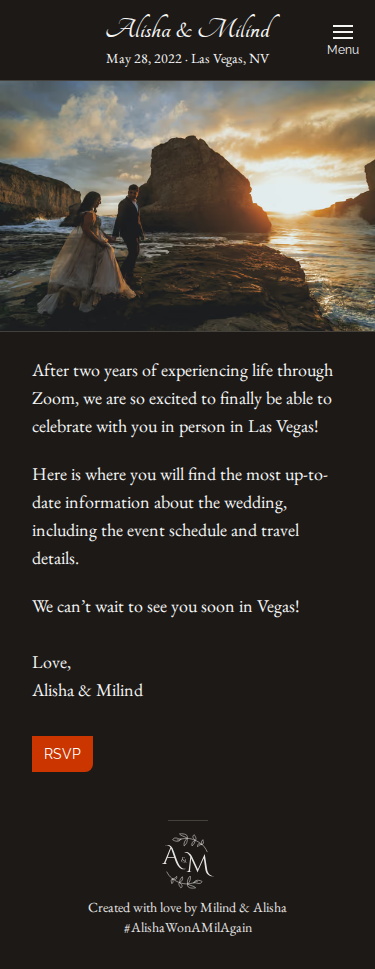 Alisha & Milind
May 28, 2022 · Las Vegas, NV
Menu
After two years of experiencing life through
Zoom, we are so excited to finally be able to
celebrate with you in person in Las Vegas!
Here is where you will find the most up-to-
date information about the wedding,
including the event schedule and travel
details.
We can’t wait to see you soon in Vegas!
Love,
Alisha & Milind
RSVP
A&M
Created with love by Milind & Alisha
#AlishaWonAMilAgain